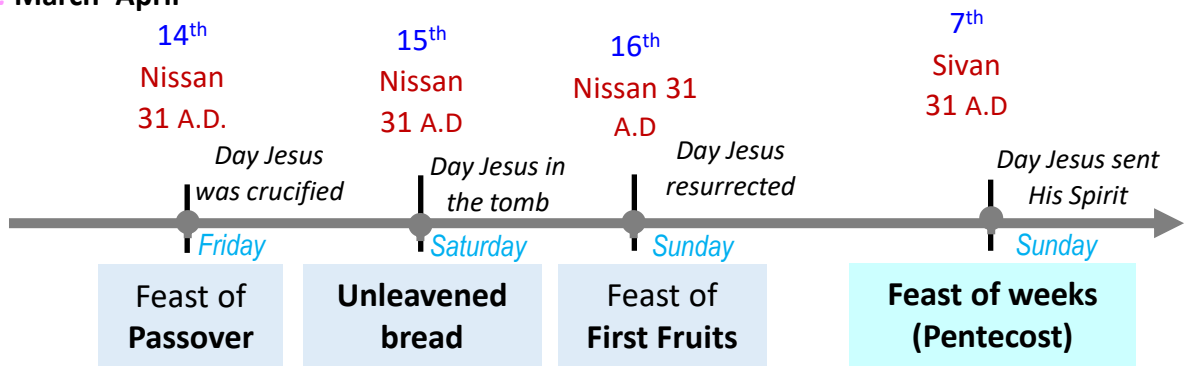 March April
14th
Nissan
31 A.D.
15th
Nissan
31 A.D
16th
Nissan 31
A.D
7th
Sivan
31 A.D
Day Jesus
was crucified
Day Jesus in
the tomb
Day Jesus
resurrected
Day Jesus sent
His Spirit
Friday
Saturday
Sunday
Sunday
Feast of
Passover
Unleavened
bread
Feast of
First Fruits
Feast of weeks
(Pentecost)